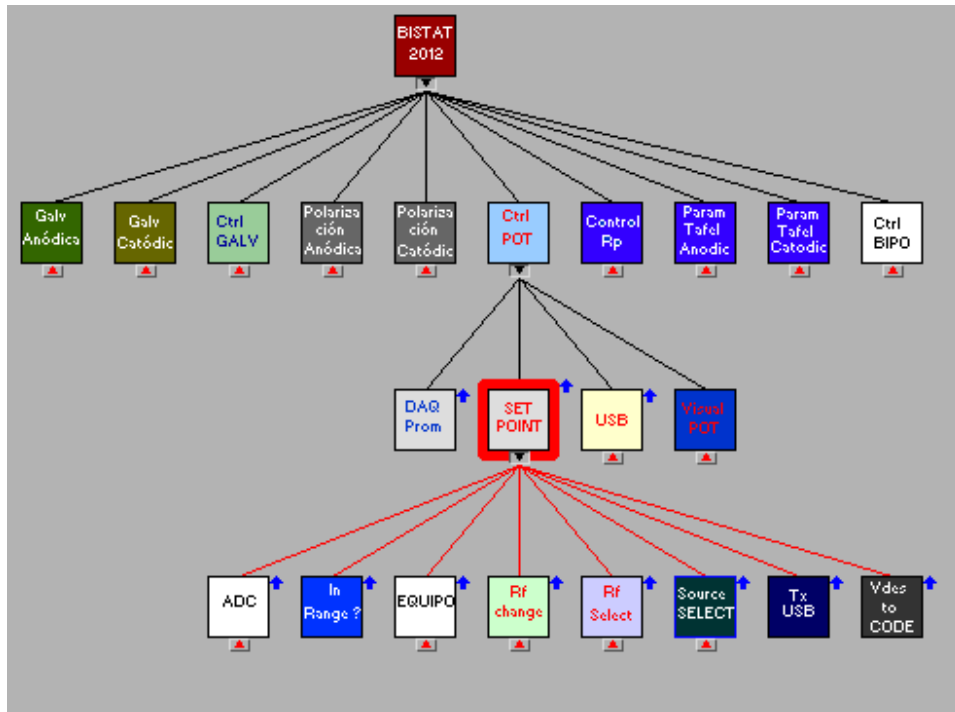 BISTAT
2012
Galv
Anódica
Galv
Catódic
Ctrl
GALV
Polariza
ción
Anódica
Polariza
ción
Catódic
Ctrl
POT
Control
Rp
Param
Tafel
Anodic
Param
Tafel
Catodic
Ctrl
BIPO
DAQ
Prom
SET
POINT
USB
Visual
POT
ADC
In
Range ?
EQUIPO
Rf
change
Rf
Select
Source
SELECT
Tx
USB
Vdes
to
CODE